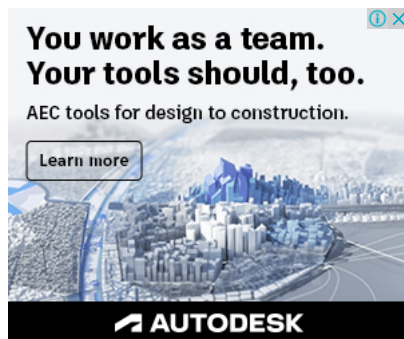 You work as a team.
Your tools should, too.
AEC tools for design to construction.
Learn more
AUTODESK